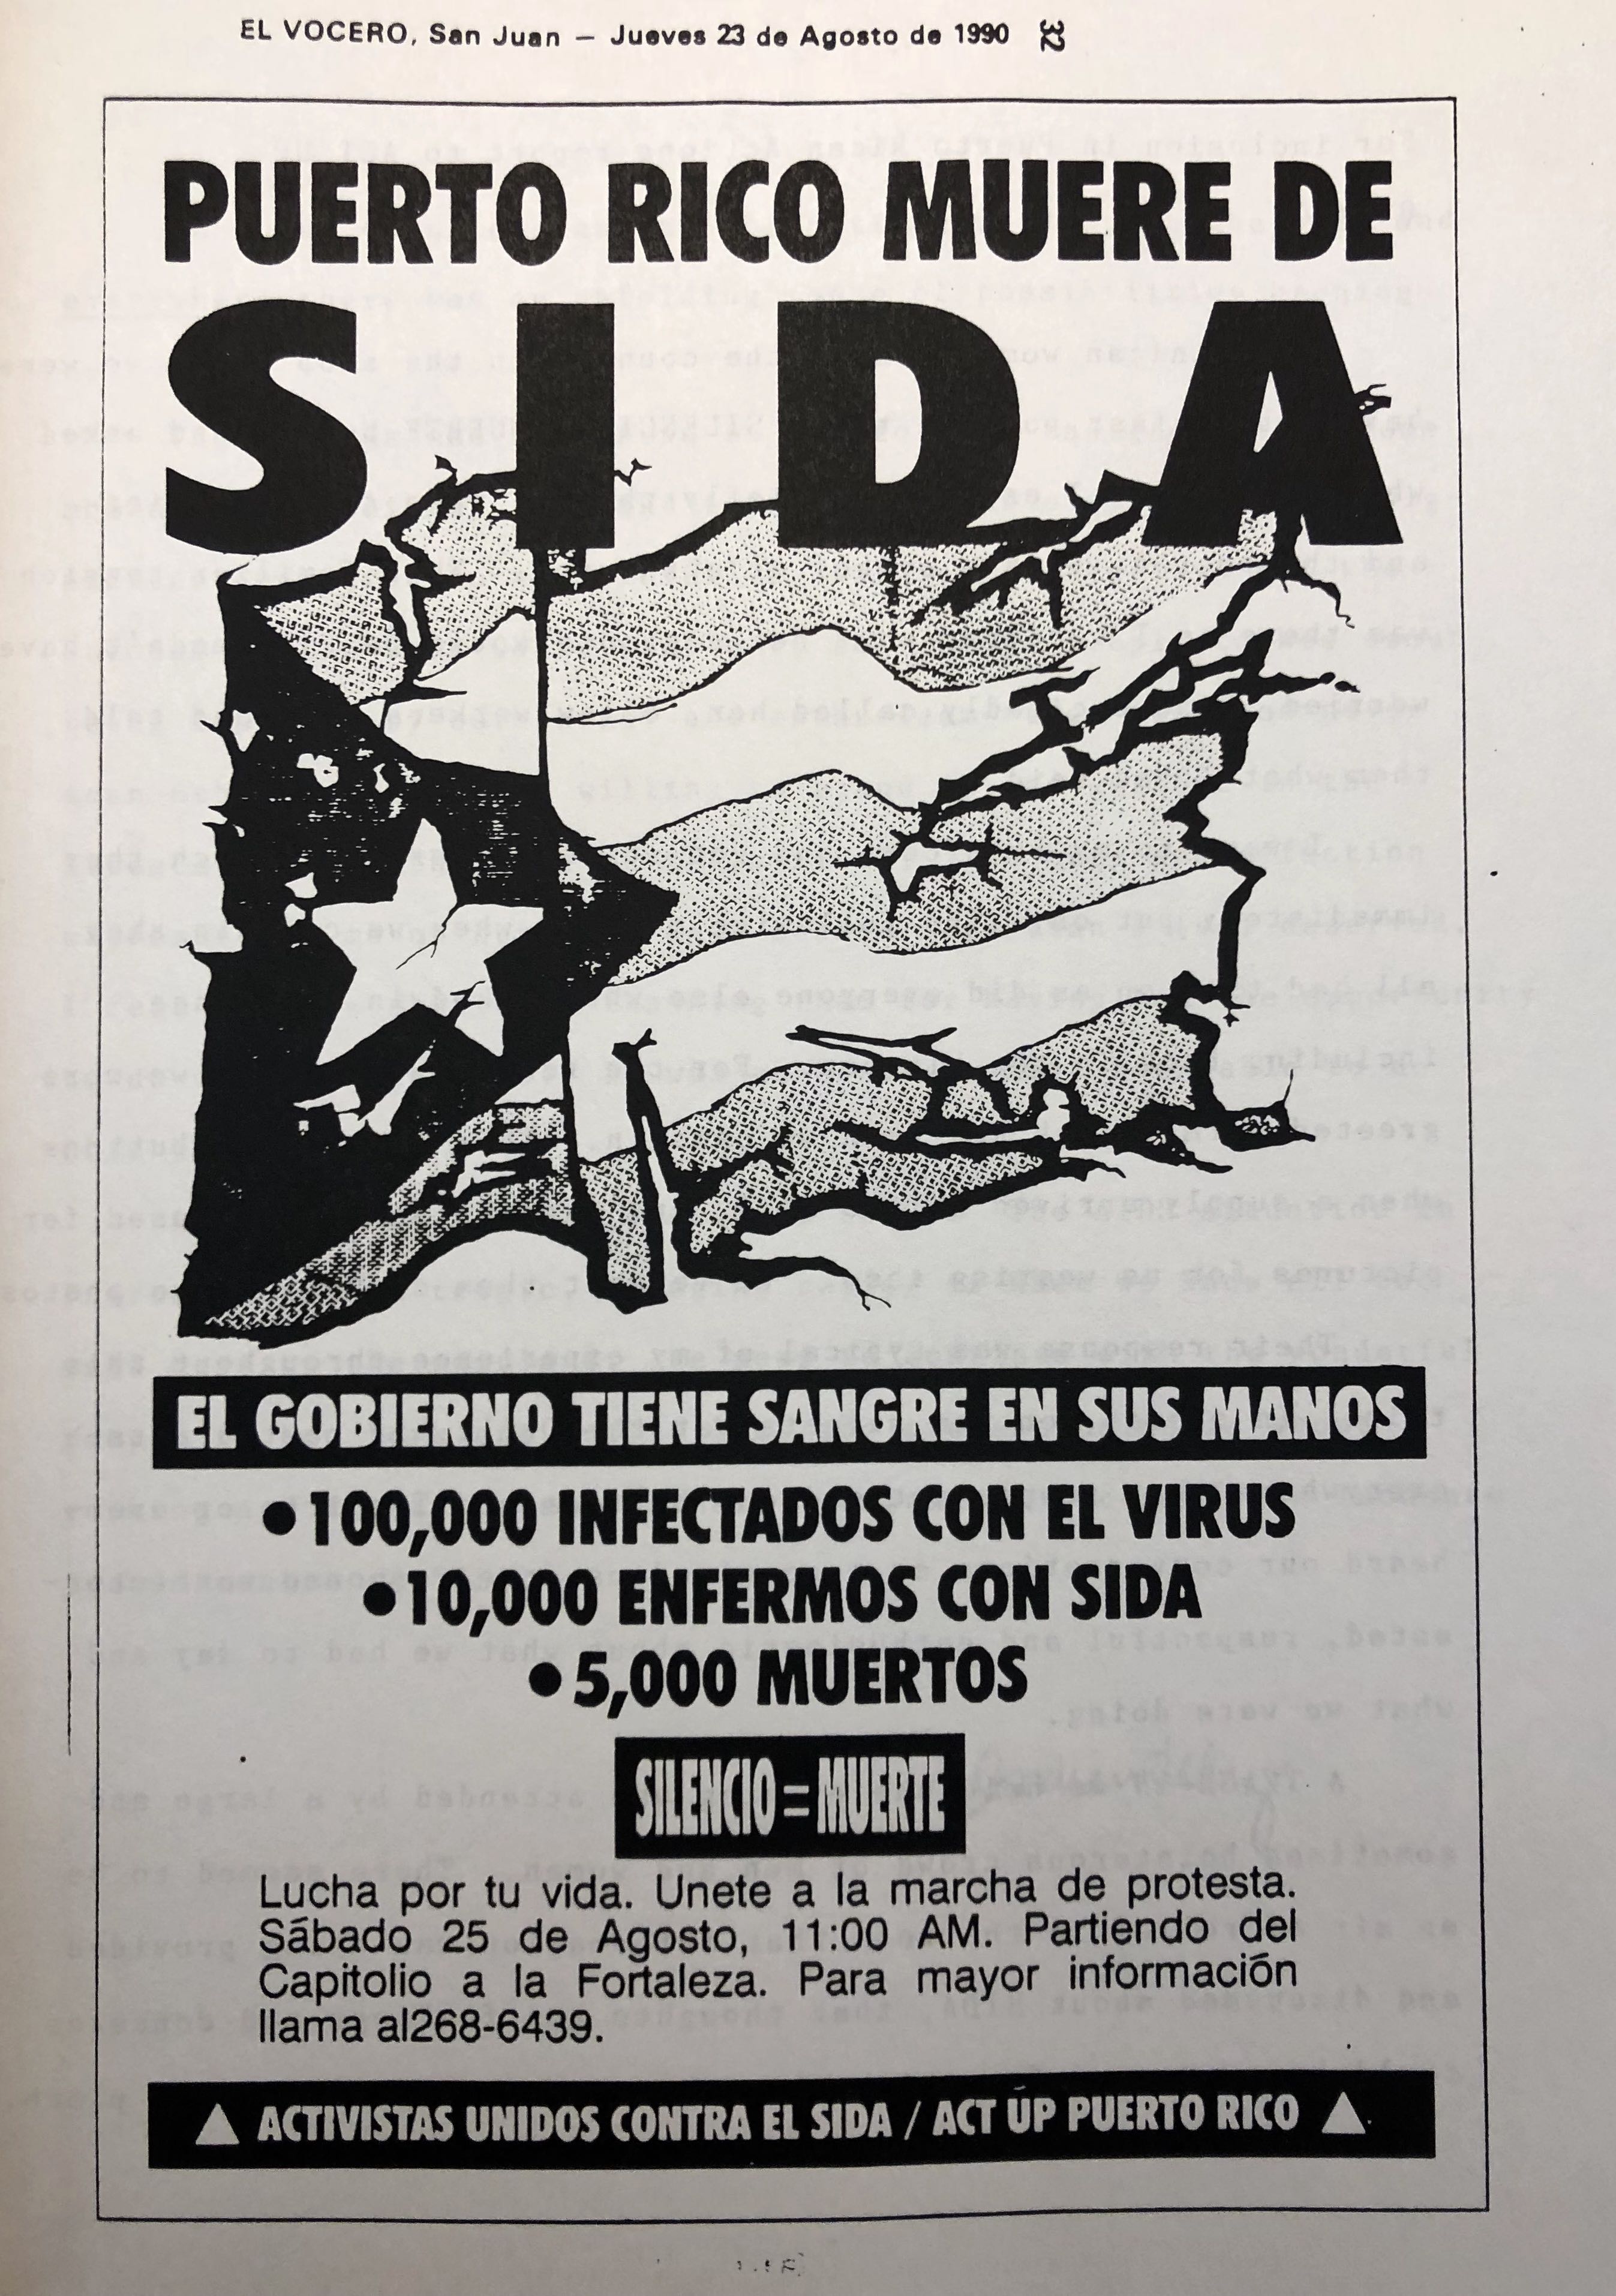 EL VOCERO, San Juan — Jueves 23 de Agosto de 1990 32
PUERTO RICO MUERE DE
SIDA
EL GOBIERNO TIENE SANGRE EN SUS MANOS
•100,000 INFECTADOS CON EL VIRUS
•10,000 ENFERMOS CON SIDA
•5,000 MUERTOS
SILENCIO=MUERTE
Lucha por tu vida. Unete a la marcha de protesta.
Sábado 25 de Agosto, 11:00 AM. Partiendo del
Capitolio a la Fortaleza. Para mayor información
llama al268-6439.
ACTIVISTAS UNIDOS CONTRA EL SIDA / ACT UP PUERTO RICO